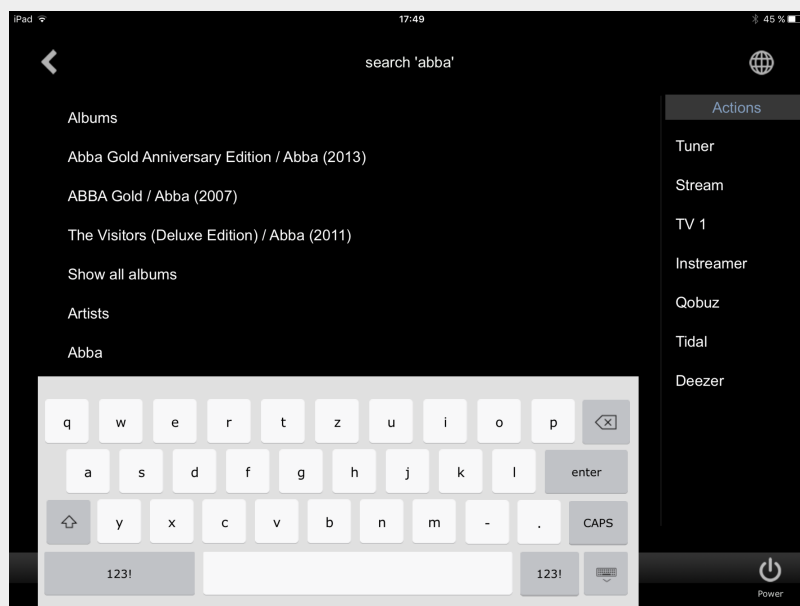 iPad 17:49 45 %
search 'abba'
Albums
Abba Gold Anniversary Edition / Abba (2013)
ABBA Gold / Abba (2007)
The Visitors (Deluxe Edition) / Abba (2011)
Show all albums
Artists
Abba
Actions
Tuner
Stream
TV 1
Instreamer
Qobuz
Tidal
Deezer
q w e r t z u i o p
a s d f g h j k l enter
y x c v b n m - . CAPS
123! 123!
Power